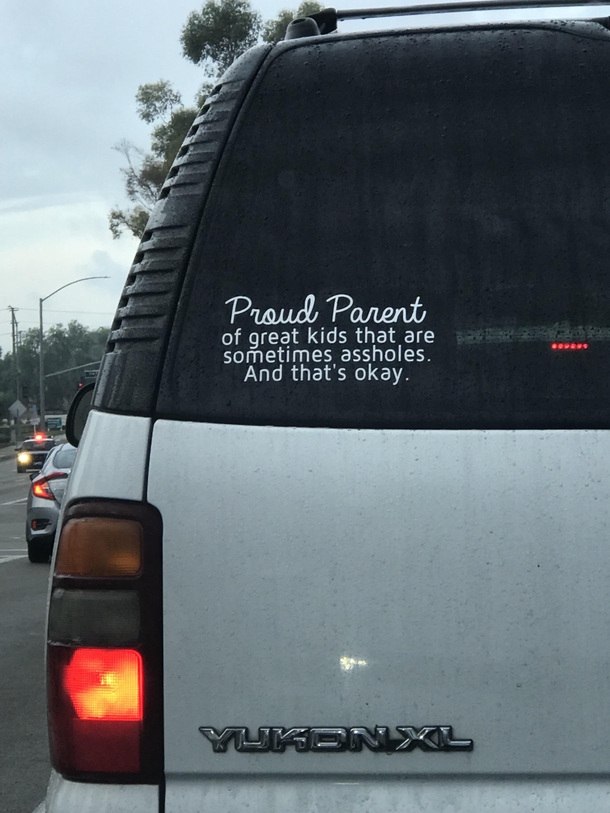 Proud Parent
of great kids that are
sometimes assholes.
And that's okay.
YUKON XL